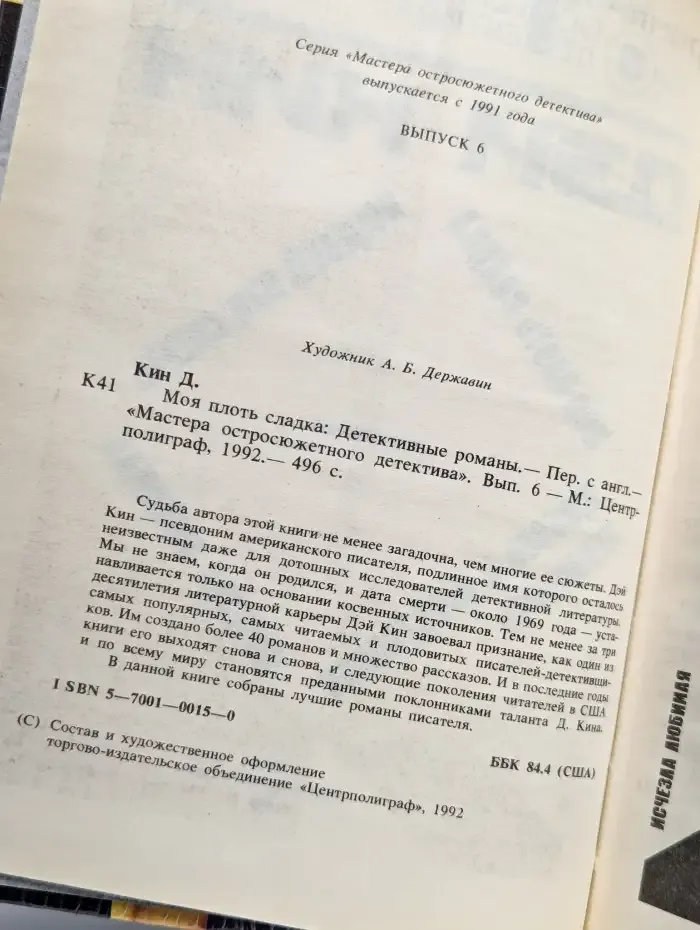 Серия «Мастера остросюжетного детектива»
выпускается с 1991 года
ВЫПУСК 6
Художник А. Б. Державин
Кин Д.
К41
Моя плоть сладка: Детективные романы.— Пер. с англ.—
«Мастера остросюжетного детектива». Вып. 6 — М.: Центр-
полиграф, 1992.— 496 с.
Судьба автора этой книги не менее загадочна, чем многие ее сюжеты. Дэй
Кин — псевдоним американского писателя, подлинное имя которого осталось
неизвестным даже для дотошных исследователей детективной литературы.
Мы не знаем, когда он родился, и дата смерти — около 1969 года — уста-
навливается только на основании косвенных источников. Тем не менее за три
десятилетия литературной карьеры Дэй Кин завоевал признание, как один из
самых популярных, самых читаемых и плодовитых писателей-детективщи-
ков. Им создано более 40 романов и множество рассказов. И в последние годы
книги его выходят снова и снова, и следующие поколения читателей в США
и по всему миру становятся преданными поклонниками таланта Д. Кина.
В данной книге собраны лучшие романы писателя.
I SBN 5—7001—0015—0
ББК 84.4 (США)
(С) Состав и художественное оформление
торгово-издательское объединение «Центрполиграф», 1992
ИСЧЕЗЛА ЛЮБИМАЯ